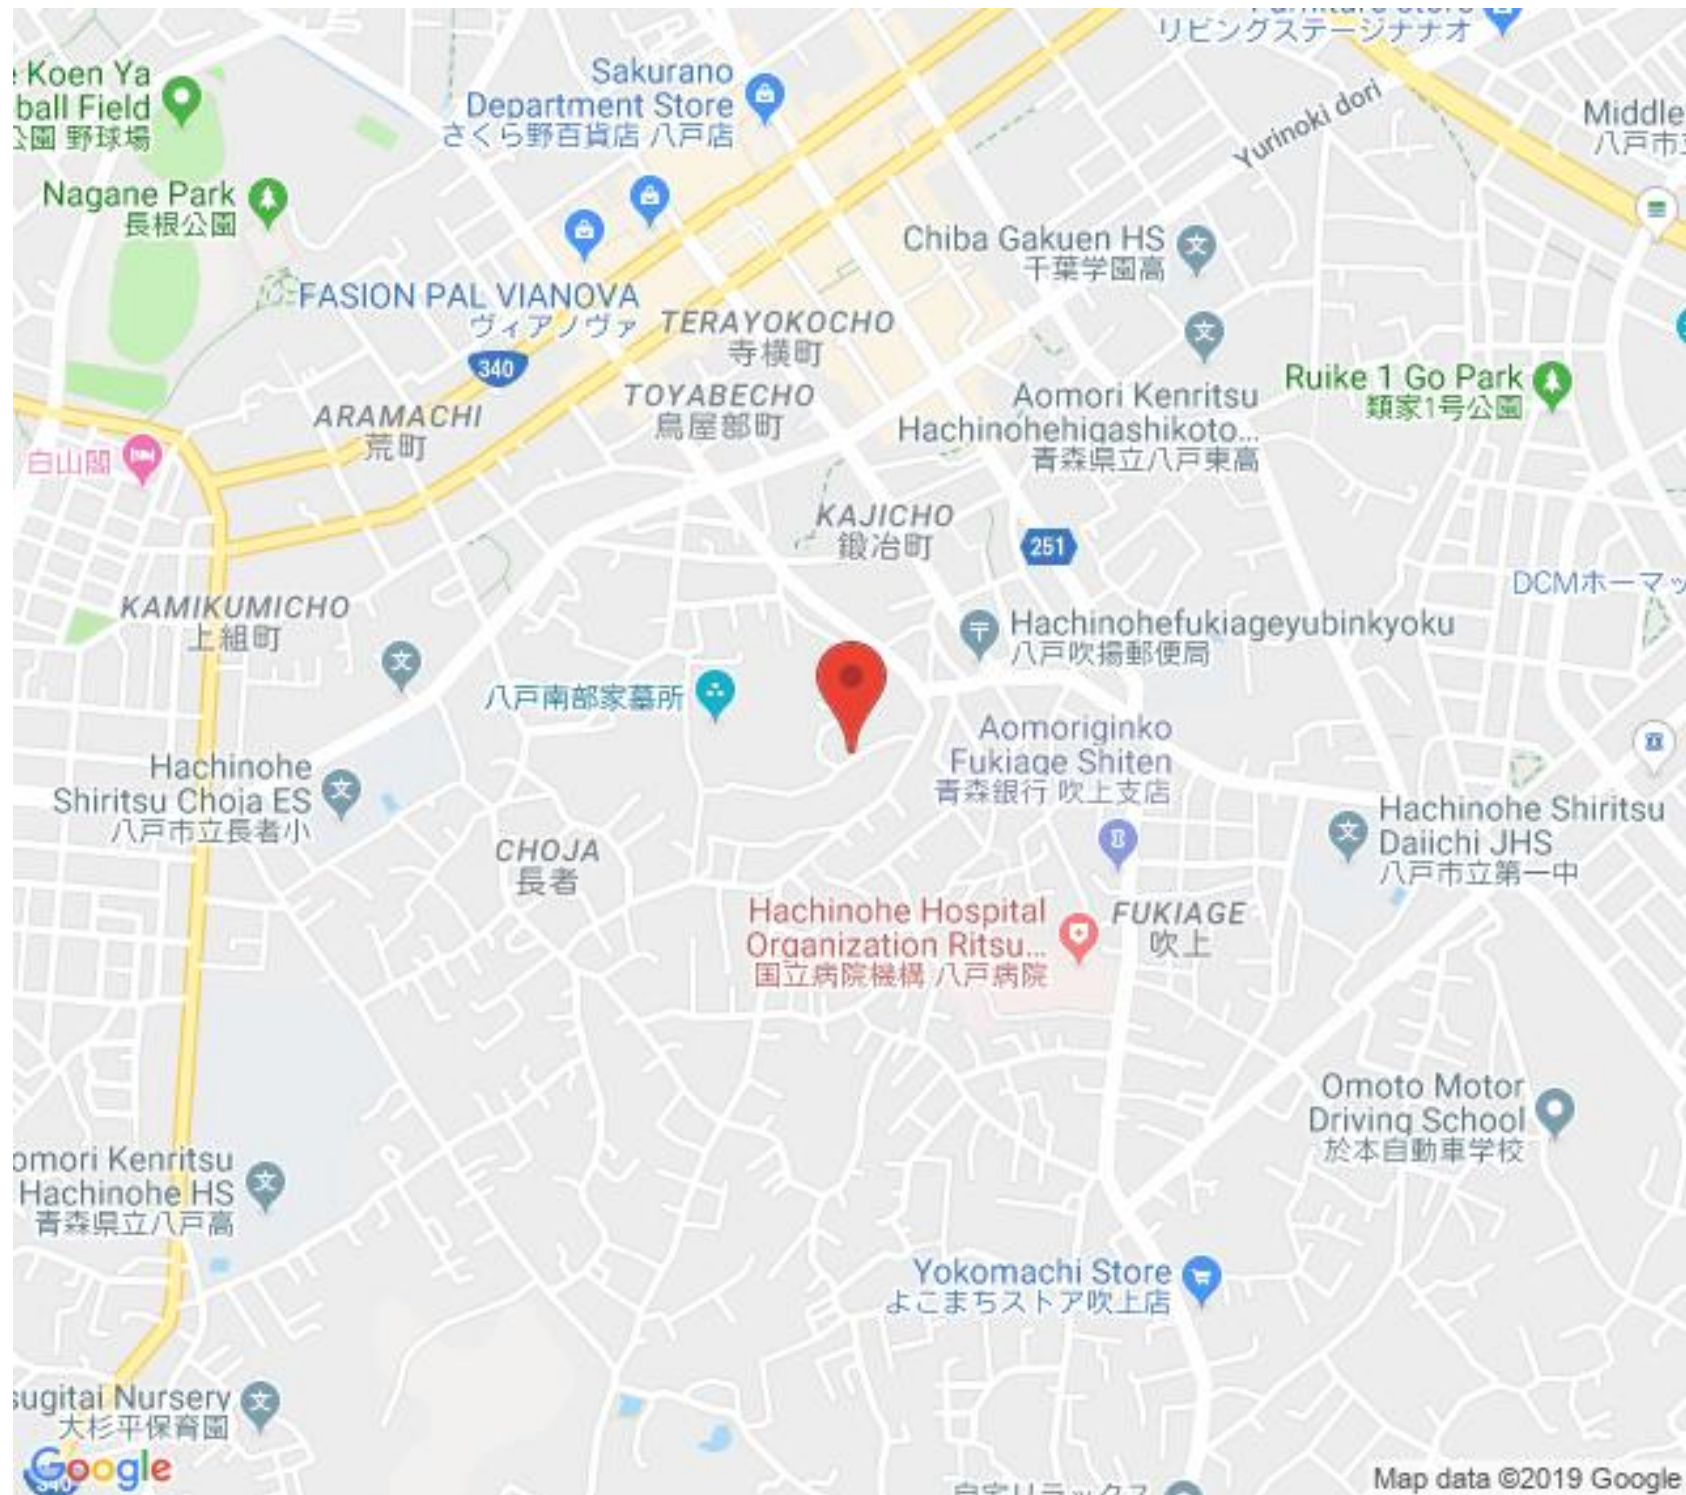 リビングステージナナオ
Koen Ya
ball Field
公園 野球場
Sakurano
Department Store
さくら野百貨店 八戸店
Yurinoki dori
Middle
八戸市立
Nagane Park
長根公園
Chiba Gakuen HS
千葉学園高
FASION PAL VIANOVA
ヴィアノヴァ
TERAYOKOCHO
寺横町
340
TOYABECHO
鳥屋部町
Aomori Kenritsu
Hachinohehigashikoto...
青森県立八戸東高
Ruike 1 Go Park
類家1号公園
ARAMACHI
荒町
白山閣
KAJICHO
鍛冶町
251
DCMホーマッ
KAMIKUMICHO
上組町
Hachinohefukiageyubinkyoku
八戸吹揚郵便局
八戸南部家墓所
Aomoriginko
Fukiage Shiten
青森銀行 吹上支店
Hachinohe
Shiritsu Choja ES
八戸市立長者小
Hachinohe Shiritsu
Daiichi JHS
八戸市立第一中
CHOJA
長者
Hachinohe Hospital
Organization Ritsu...
国立病院機構 八戸病院
FUKIAGE
吹上
Omoto Motor
Driving School
於本自動車学校
omori Kenritsu
Hachinohe HS
青森県立八戸高
Yokomachi Store
よこまちストア吹上店
sugitai Nursery
大杉平保育園
Google
340
Map data ©2019 Google